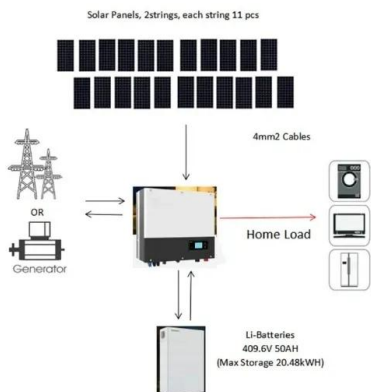 Solar Panels, 2strings, each string 11 pcs
4mm2 Cables
OR
Home Load
Generator
Li-Batteries
409.6V 50AH
(Max Storage 20.48kWH)